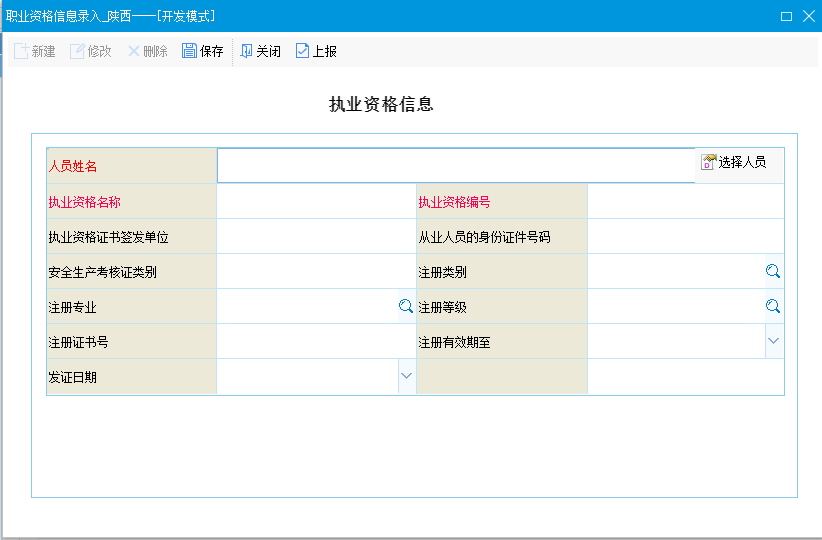 职业资格信息录入_陕西——[开发模式]
新建 修改 删除 保存 关闭 上报
执业资格信息
人员姓名 选择人员
执业资格名称 执业资格编号
执业资格证书签发单位 从业人员的身份证件号码
安全生产考核证类别 注册类别
注册专业 注册等级
注册证书号 注册有效期至
发证日期